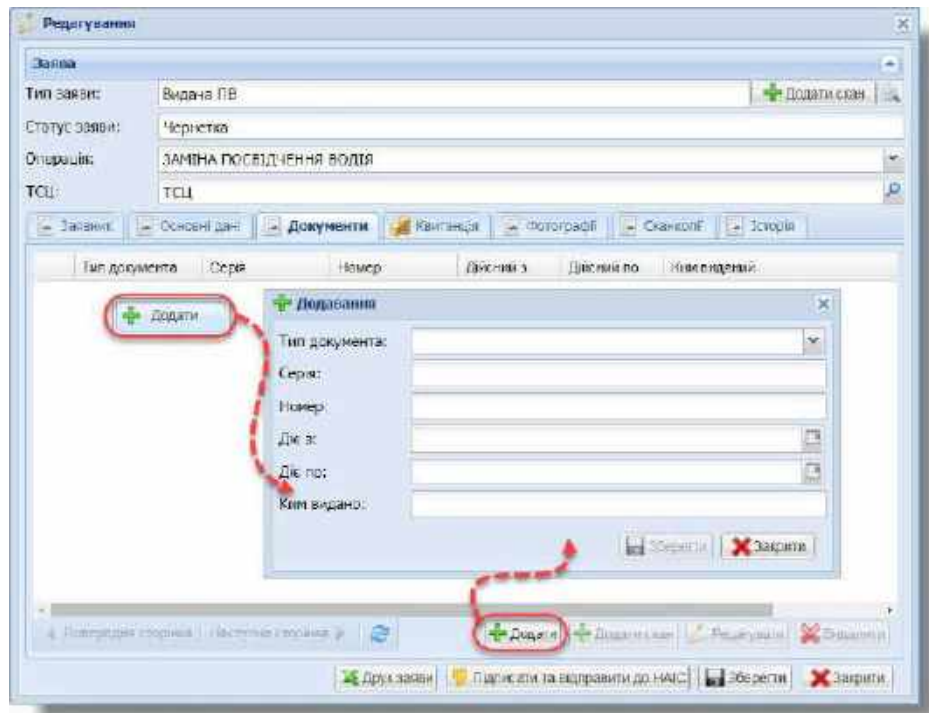 Редагування
Заява
Тип заяви: Видача ПВ Додати скан
Статус заяви: Чернетка
Операція: ЗАМІНА ПОСВІДЧЕННЯ ВОДІЯ
ТСЦ: ТСЦ
Заявник Основні дані Документи Квитанція Фотографії Сканкопії Історія
Тип документа Серія Номер Дійсний з Дійсний по Ким виданий
Додати
Додавання
Тип документа:
Серія:
Номер:
Діє з:
Діє по:
Ким видано:
Зберегти Закрити
Попередня сторінка Наступна сторінка Додати Додати скан Редагувати Видалити
Друк заяви Підписати та відправити до НАІС Зберегти Закрити